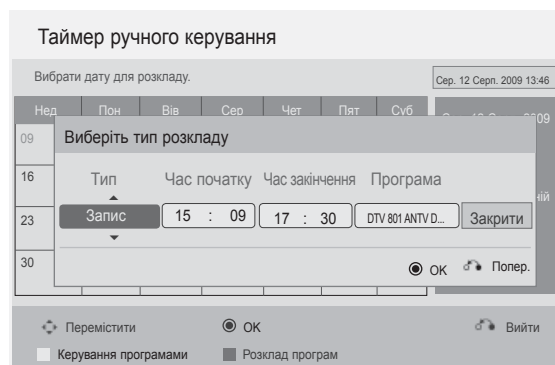 Таймер ручного керування
Вибрати дату для розкладу.
Сер. 12 Серп. 2009 13:46
Нед Пон Вів Сер Чет Пят Суб
09
Виберіть тип розкладу
16
Тип Час початку Час закінчення Програма
23
Запис 15 : 09 17 : 30 DTV 801 ANTV D... Закрити
30
OK Попер.
Перемістити OK Вийти
Керування програмами Розклад програм